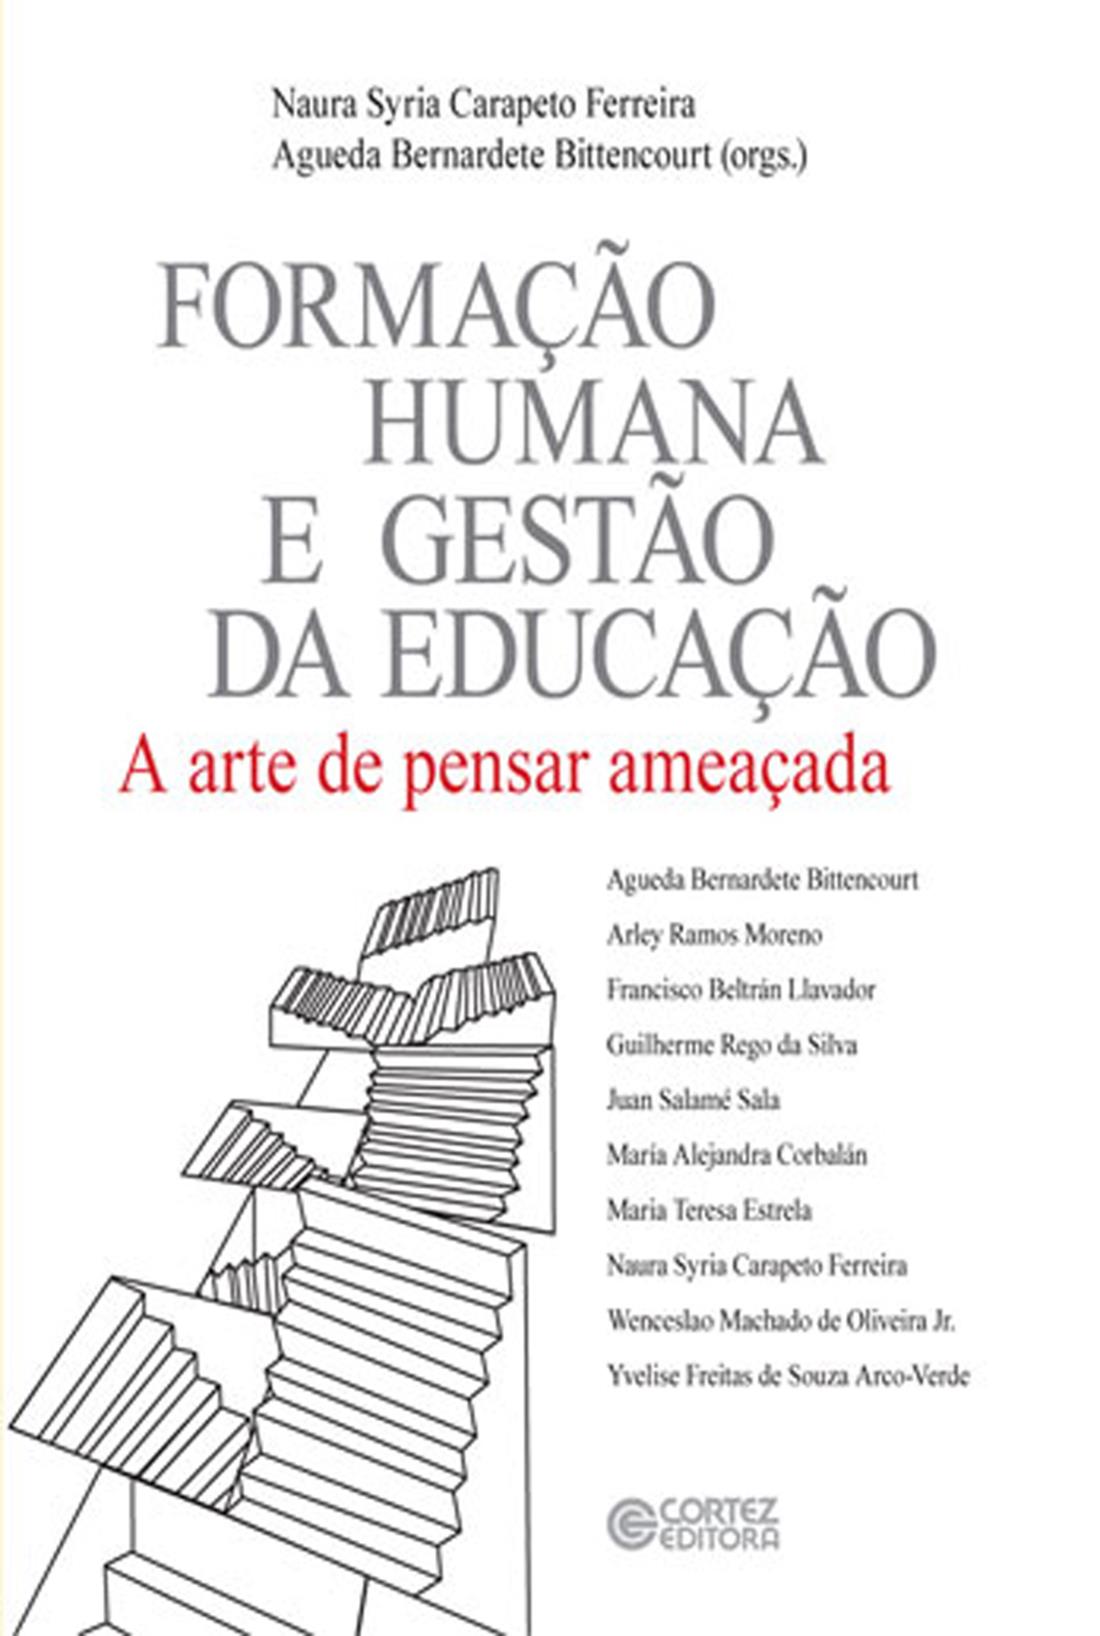 Naura Syria Carapeto Ferreira
Agueda Bernardete Bittencourt (orgs.)
FORMAÇÃO
HUMANA
E GESTÃO
DA EDUCAÇÃO
A arte de pensar ameaçada
Agueda Bernardete Bittencourt
Arley Ramos Moreno
Francisco Beltrán Llavador
Guilherme Rego da Silva
Juan Salamé Sala
María Alejandra Corbalán
Maria Teresa Estrela
Naura Syria Carapeto Ferreira
Wenceslao Machado de Oliveira Jr.
Yvelise Freitas de Souza Arco-Verde
CORTEZ
EDITORA